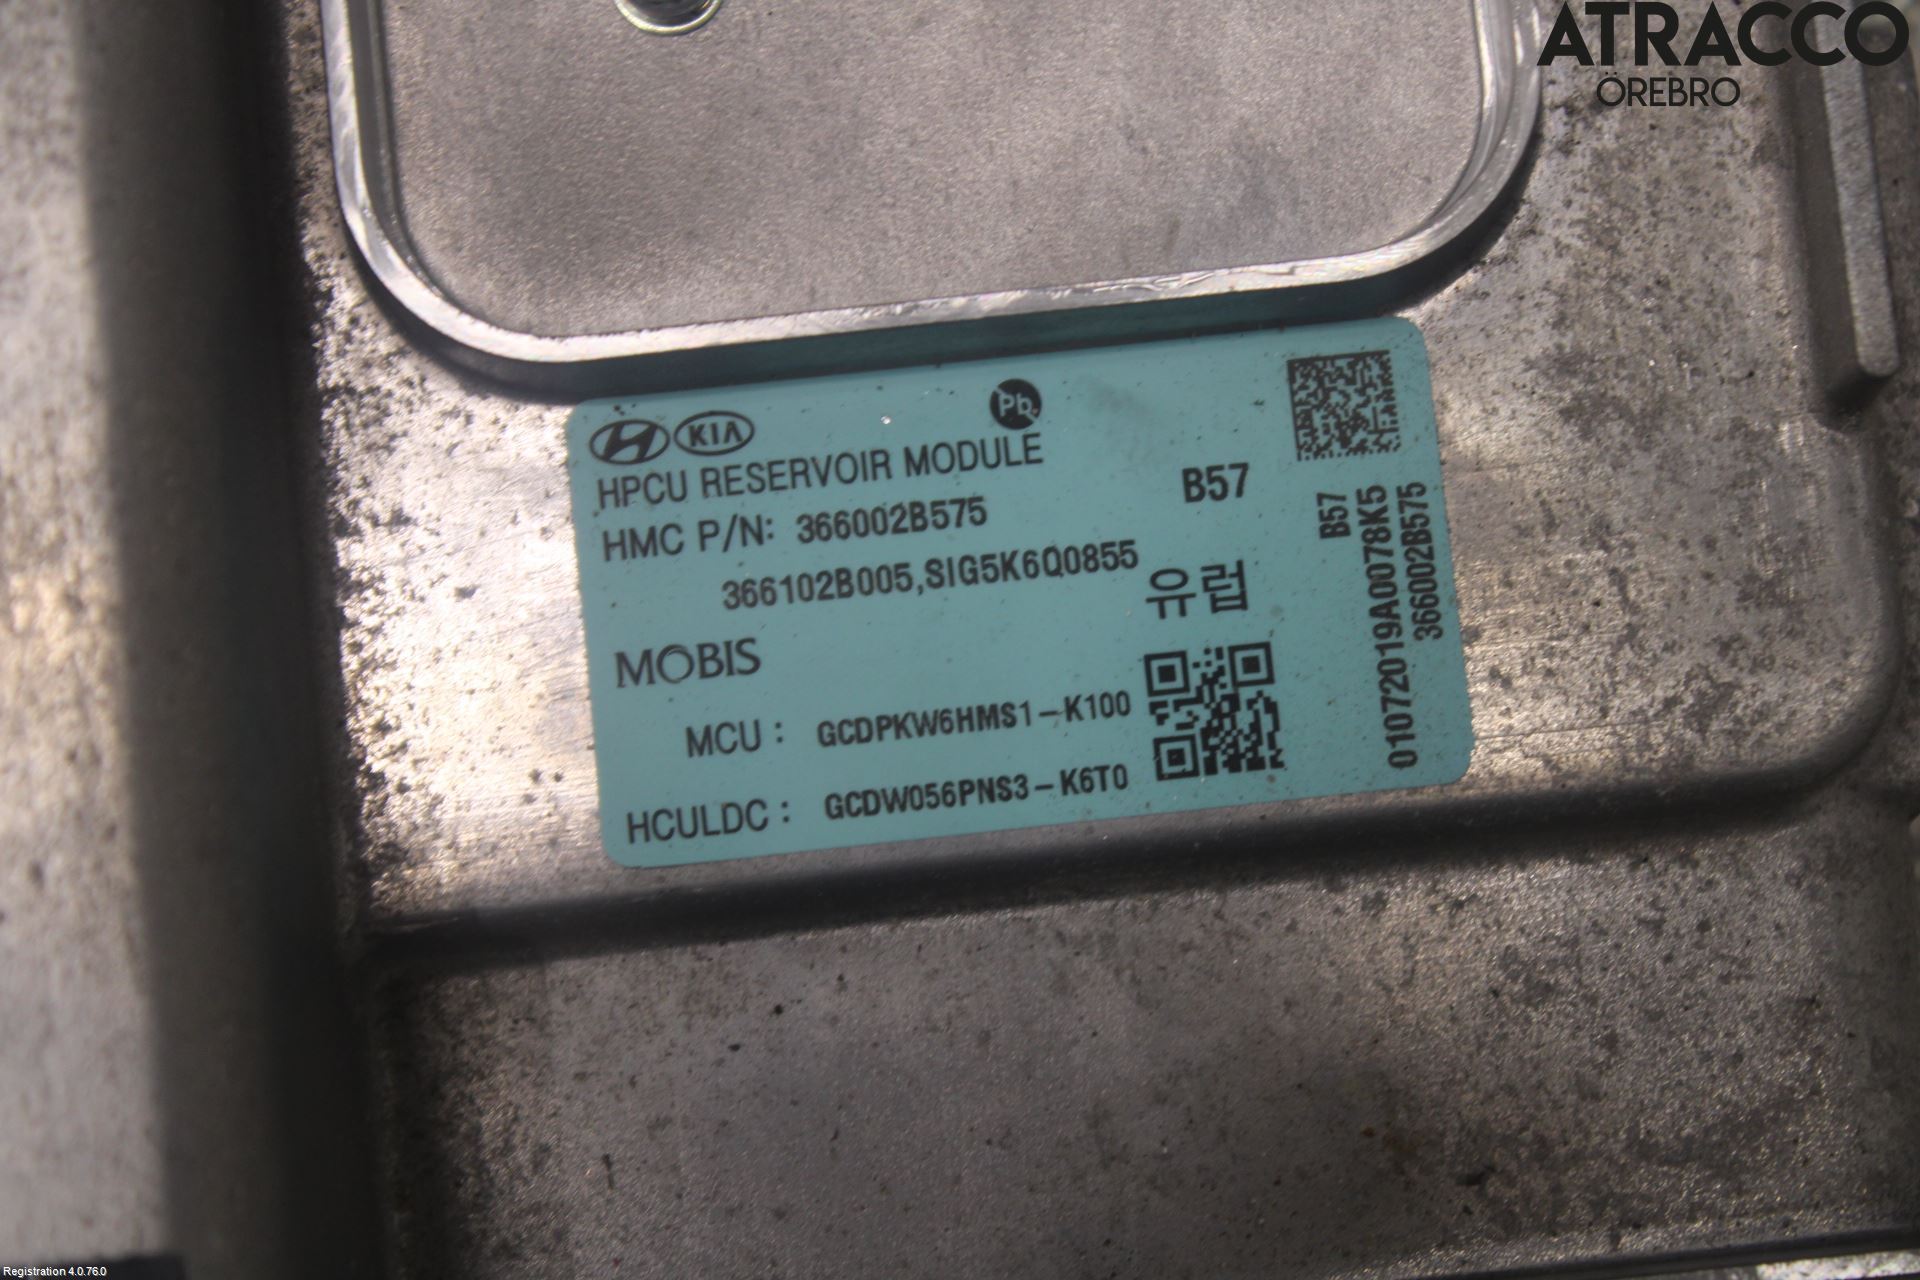 ATRACCO
ÖREBRO
KIA
Pb
HPCU RESERVOIR MODULE
HMC P/N: 366002B575
B57
366102B005,SIG5K6Q0855
유럽
MOBIS
MCU : GCDPKW6HMS1-K100
HCULDC : GCDW056PNS3-K6T0
B57
01072019A0078K5
366002B575
Registration 4.0.76.0